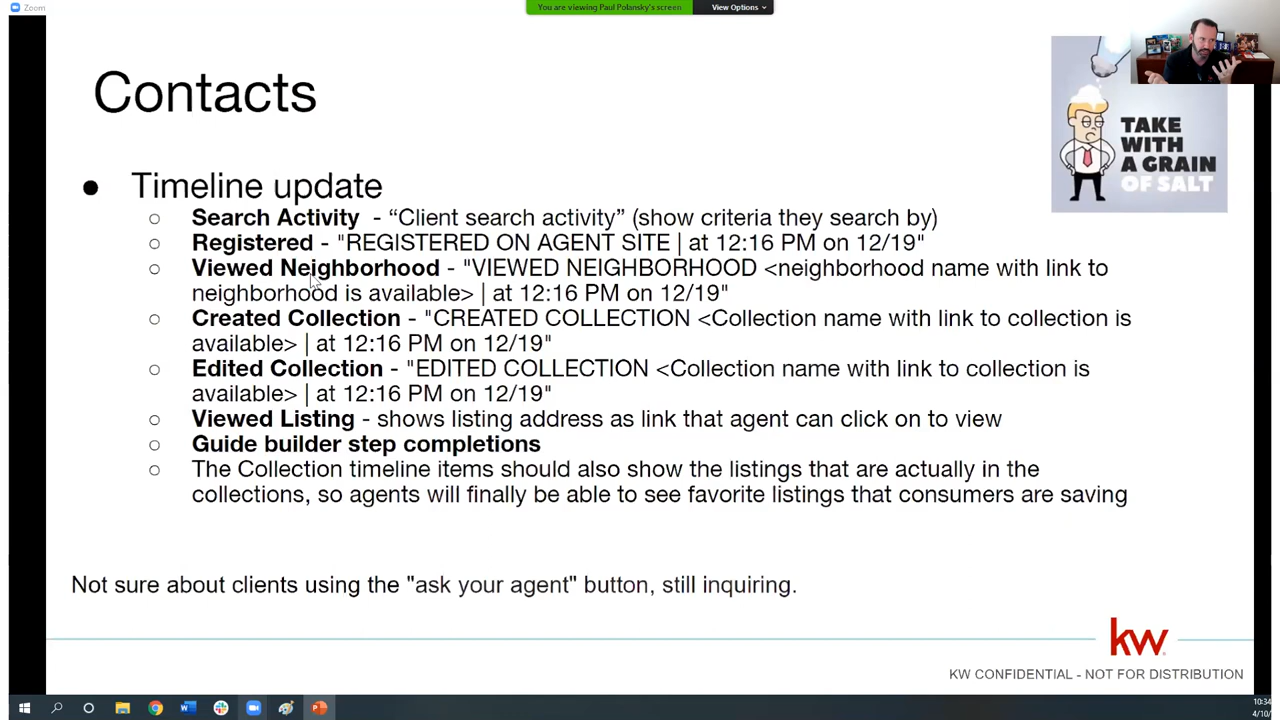 Zoom
You are viewing Paul Polansky's screen
View Options
Contacts
TAKE
WITH
A GRAIN
OF SALT
● Timeline update
○ Search Activity - “Client search activity” (show criteria they search by)
○ Registered - "REGISTERED ON AGENT SITE | at 12:16 PM on 12/19"
○ Viewed Neighborhood - "VIEWED NEIGHBORHOOD <neighborhood name with link to
neighborhood is available> | at 12:16 PM on 12/19"
○ Created Collection - "CREATED COLLECTION <Collection name with link to collection is
available> | at 12:16 PM on 12/19"
○ Edited Collection - "EDITED COLLECTION <Collection name with link to collection is
available> | at 12:16 PM on 12/19"
○ Viewed Listing - shows listing address as link that agent can click on to view
○ Guide builder step completions
○ The Collection timeline items should also show the listings that are actually in the
collections, so agents will finally be able to see favorite listings that consumers are saving
Not sure about clients using the "ask your agent" button, still inquiring.
kw
KW CONFIDENTIAL - NOT FOR DISTRIBUTION
10:34
4/10/